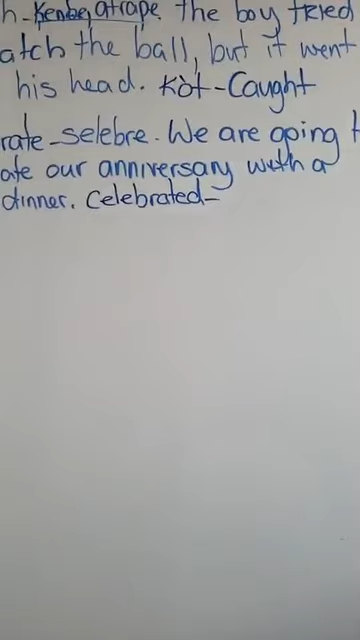 h-Kenbe, atrape. The boy tried
atch the ball, but it went
his head. Kòt-Caught
rate-selebre. We are going t
ate our anniversary with a
dinner. Celebrated-